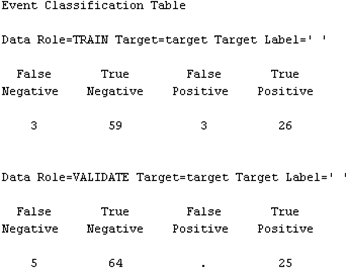 Event Classification Table
Data Role=TRAIN Target=target Target Label=' '
False True False True
Negative Negative Positive Positive
3 59 3 26
Data Role=VALIDATE Target=target Target Label=' '
False True False True
Negative Negative Positive Positive
5 64 . 25